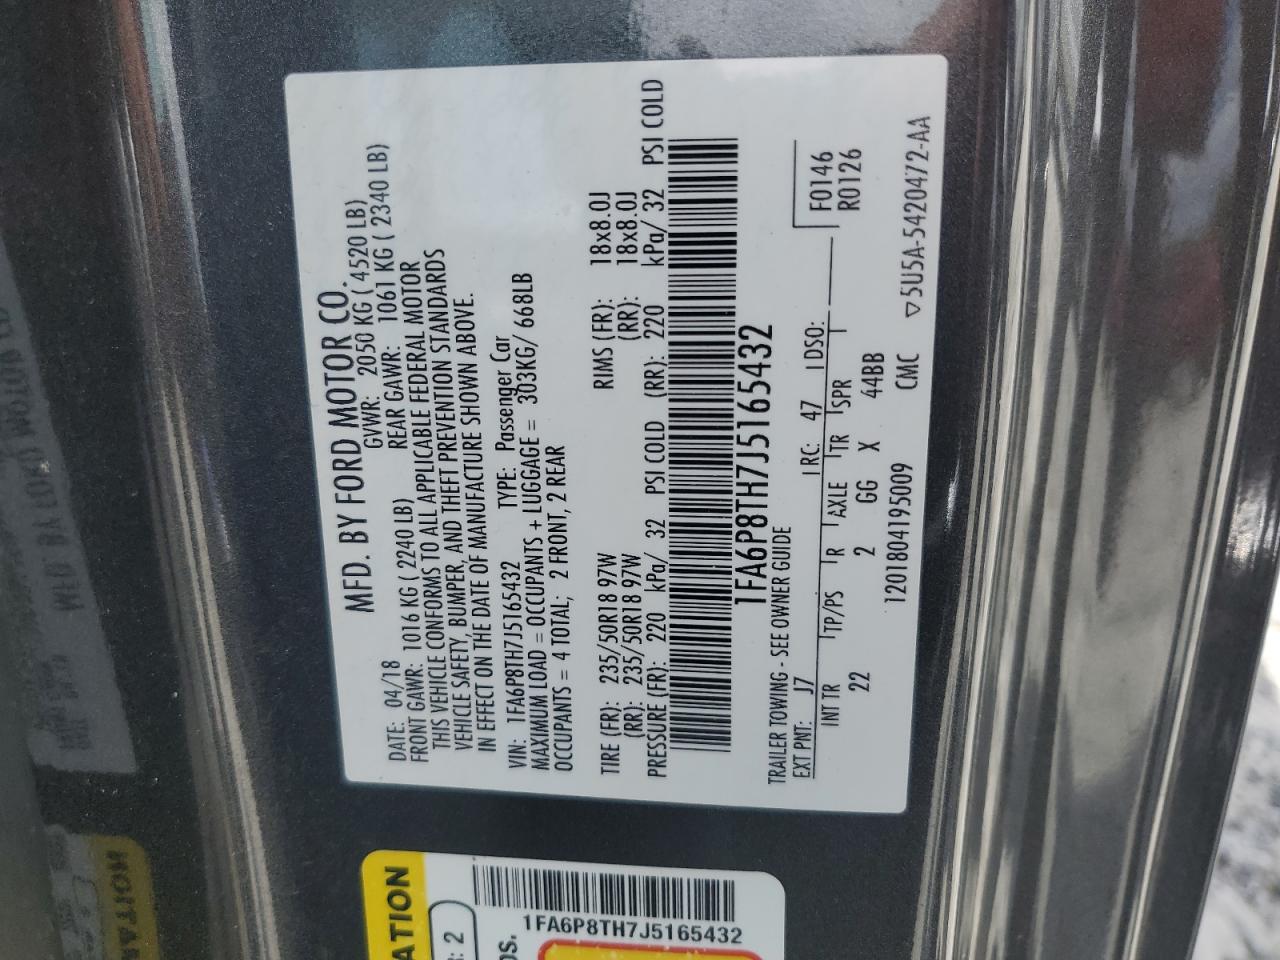 MFD. BY FORD MOTOR CO.
DATE: 04/18 GVWR: 2050 KG ( 4520 LB)
FRONT GAWR: 1016 KG ( 2240 LB) REAR GAWR: 1061 KG ( 2340 LB)
THIS VEHICLE CONFORMS TO ALL APPLICABLE FEDERAL MOTOR
VEHICLE SAFETY, BUMPER, AND THEFT PREVENTION STANDARDS
IN EFFECT ON THE DATE OF MANUFACTURE SHOWN ABOVE.
VIN: 1FA6P8TH7J5165432 TYPE: Passenger Car
MAXIMUM LOAD = OCCUPANTS + LUGGAGE = 303KG/ 668LB
OCCUPANTS = 4 TOTAL; 2 FRONT, 2 REAR
TIRE (FR): 235/50R18 97W RIMS (FR): 18x8.0J
(RR): 235/50R18 97W (RR): 18x8.0J
PRESSURE (FR): 220 kPa/ 32 PSI COLD (RR): 220 kPa/ 32 PSI COLD
1FA6P8TH7J5165432
TRAILER TOWING - SEE OWNER GUIDE
EXT PNT: J7 RC: 47 DSO: F0146
INT TR TP/PS R AXLE TR SPR R0126
22 2 GG X 44BB
1201804195009 CMC ▽5U5A-5420472-AA
ATION
: 2
OS.
1FA6P8TH7J5165432